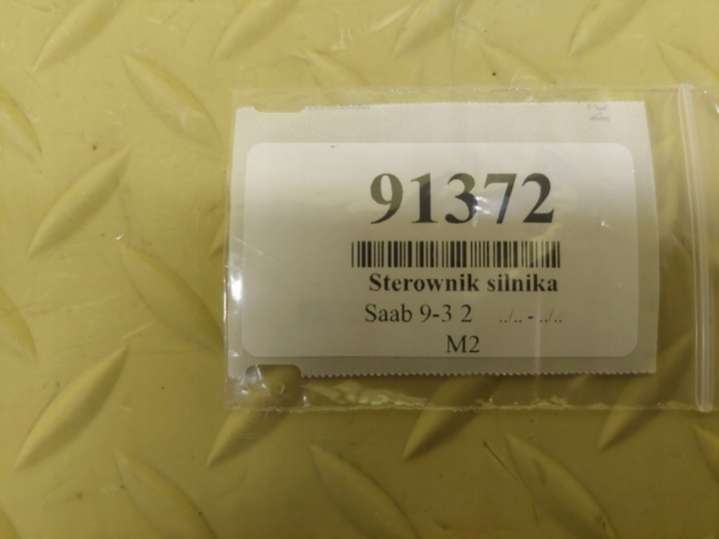 91372
Sterownik silnika
Saab 9-3 2 ../.. - ../..
M2